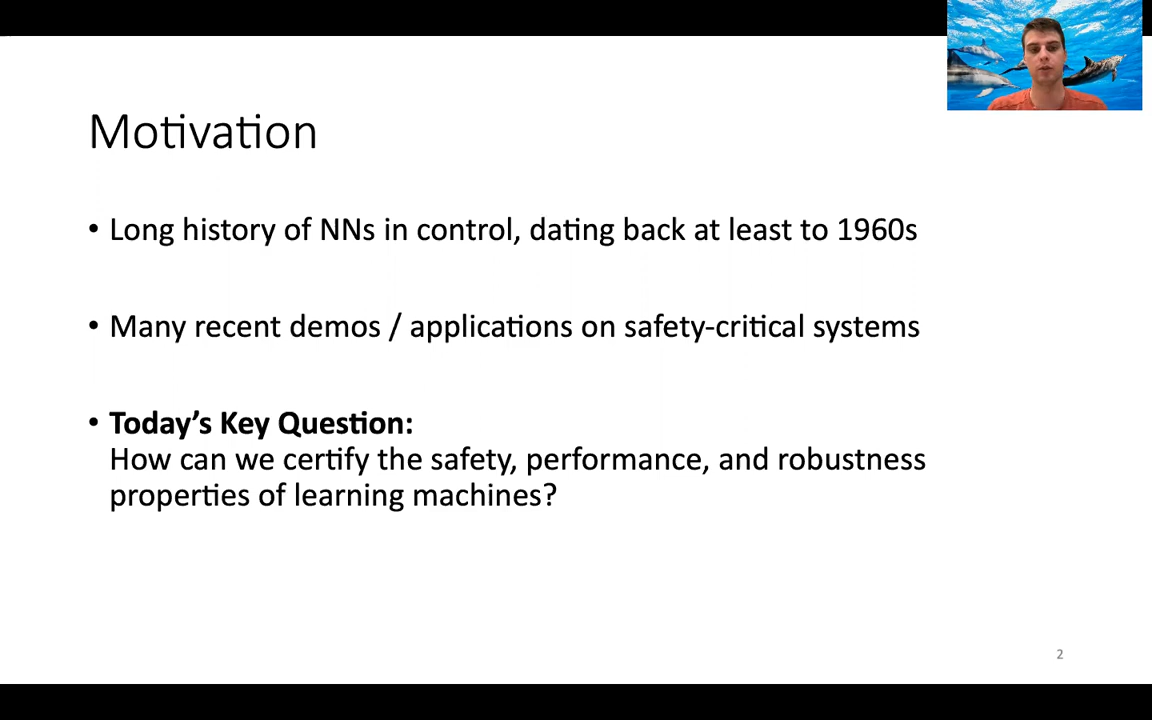 Motivation
• Long history of NNs in control, dating back at least to 1960s
• Many recent demos / applications on safety-critical systems
• Today’s Key Question:
How can we certify the safety, performance, and robustness
properties of learning machines?
2